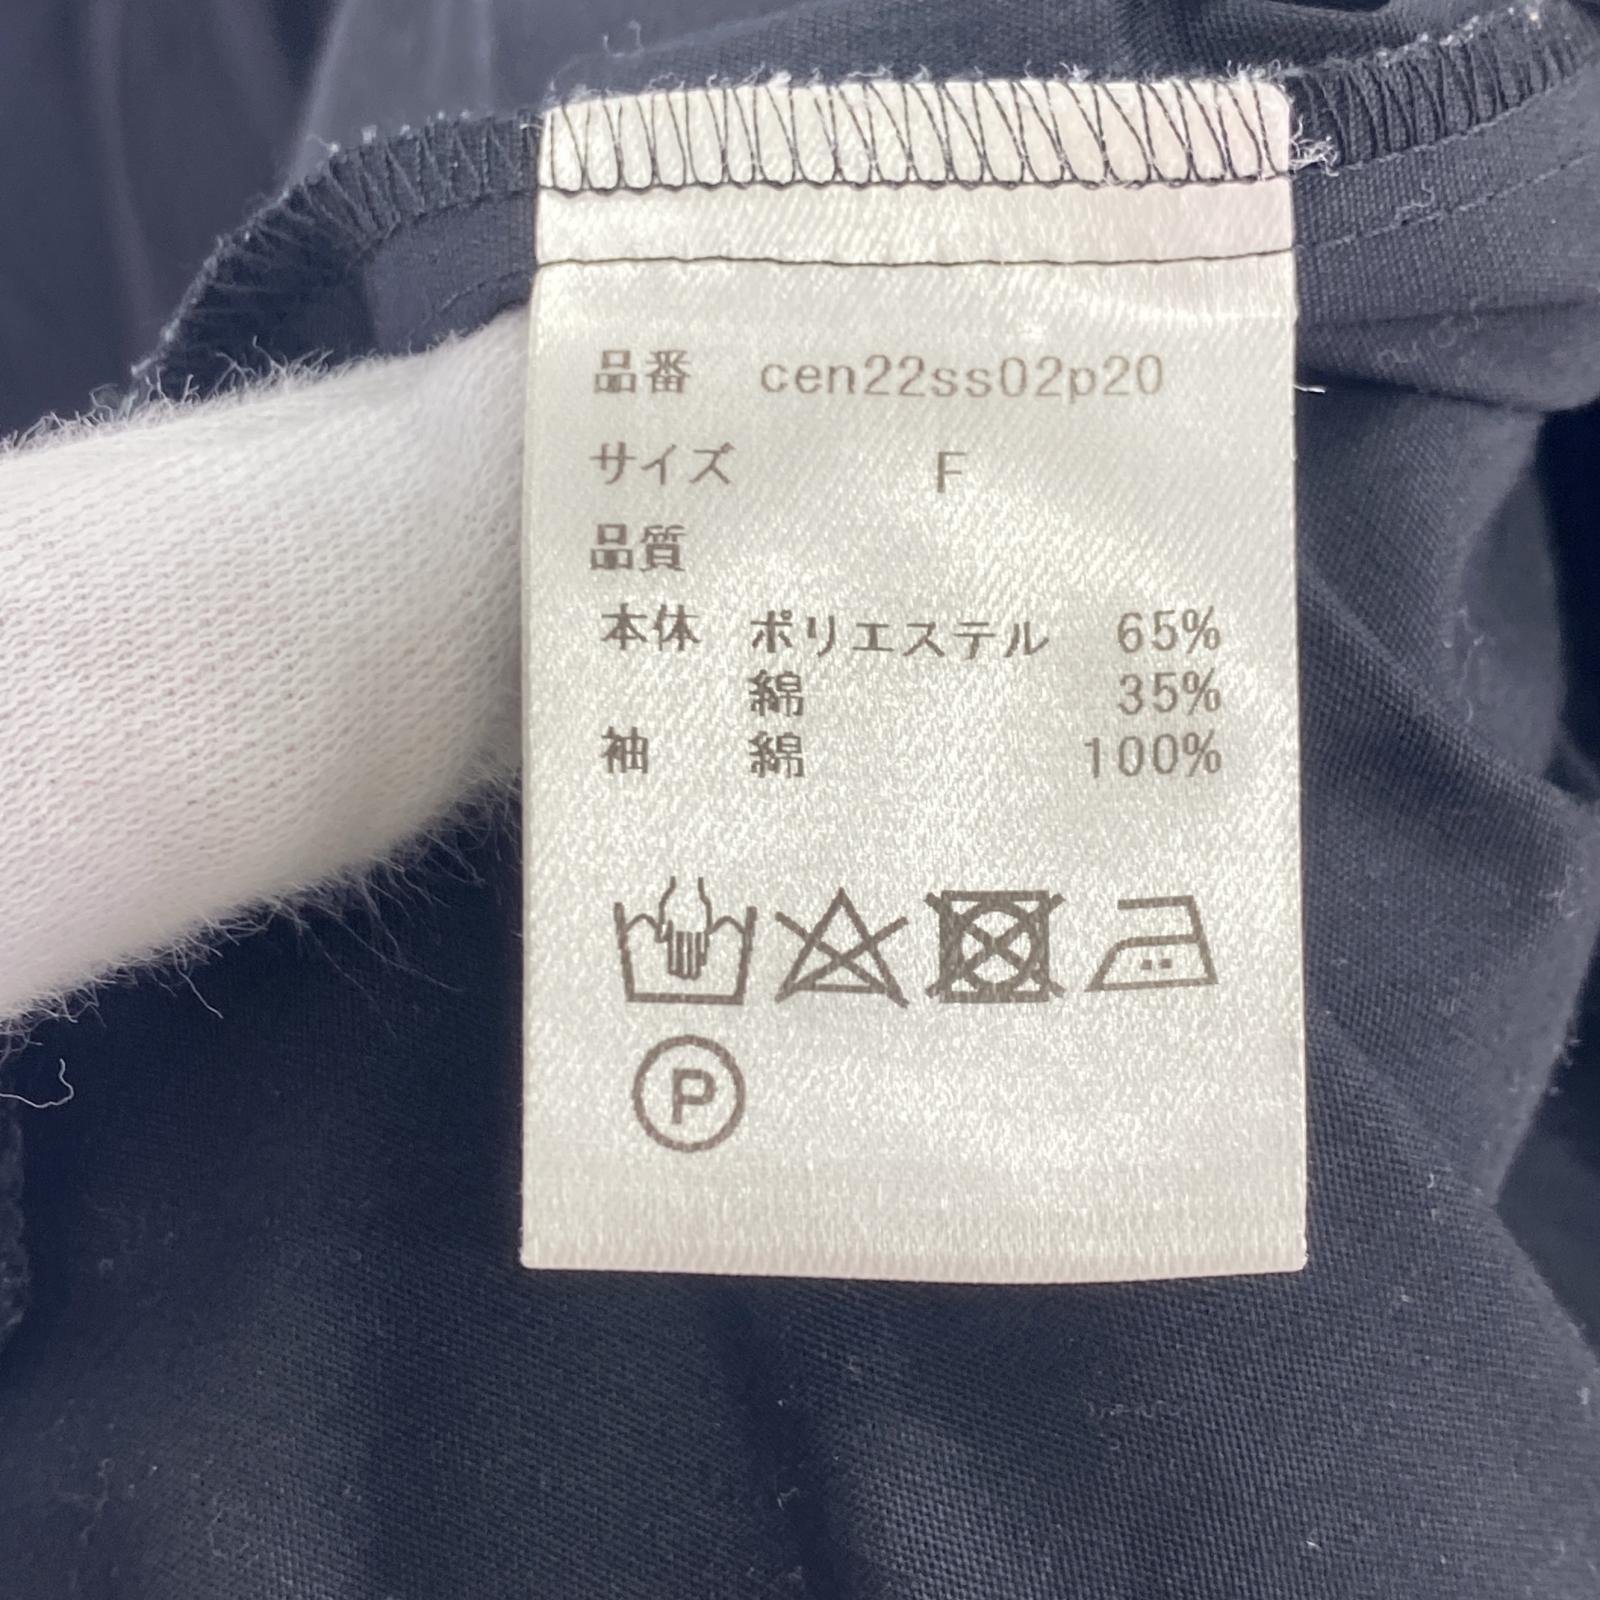 品番 cen22ss02p20
サイズ F
品質
本体 ポリエステル 65%
綿 35%
袖 綿 100%
P